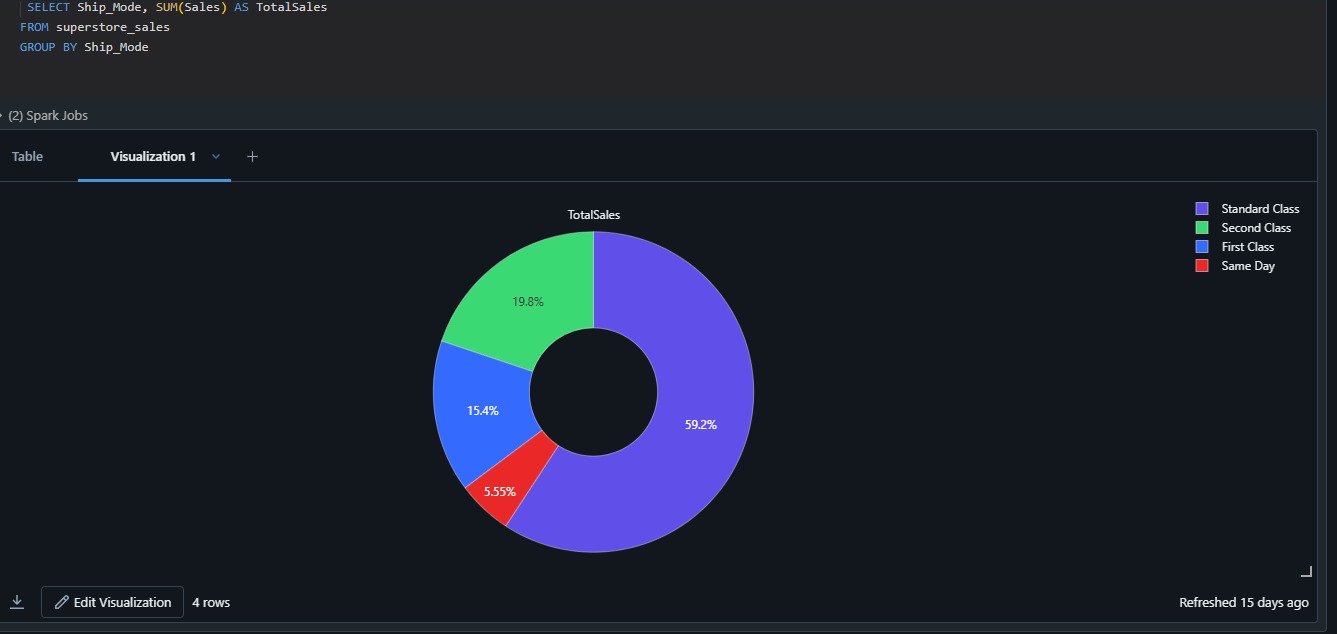 SELECT Ship_Mode, SUM(Sales) AS TotalSales
FROM superstore_sales
GROUP BY Ship_Mode
(2) Spark Jobs
Table
Visualization 1
+
TotalSales
Standard Class
Second Class
First Class
Same Day
19.8%
15.4%
59.2%
5.55%
Edit Visualization
4 rows
Refreshed 15 days ago